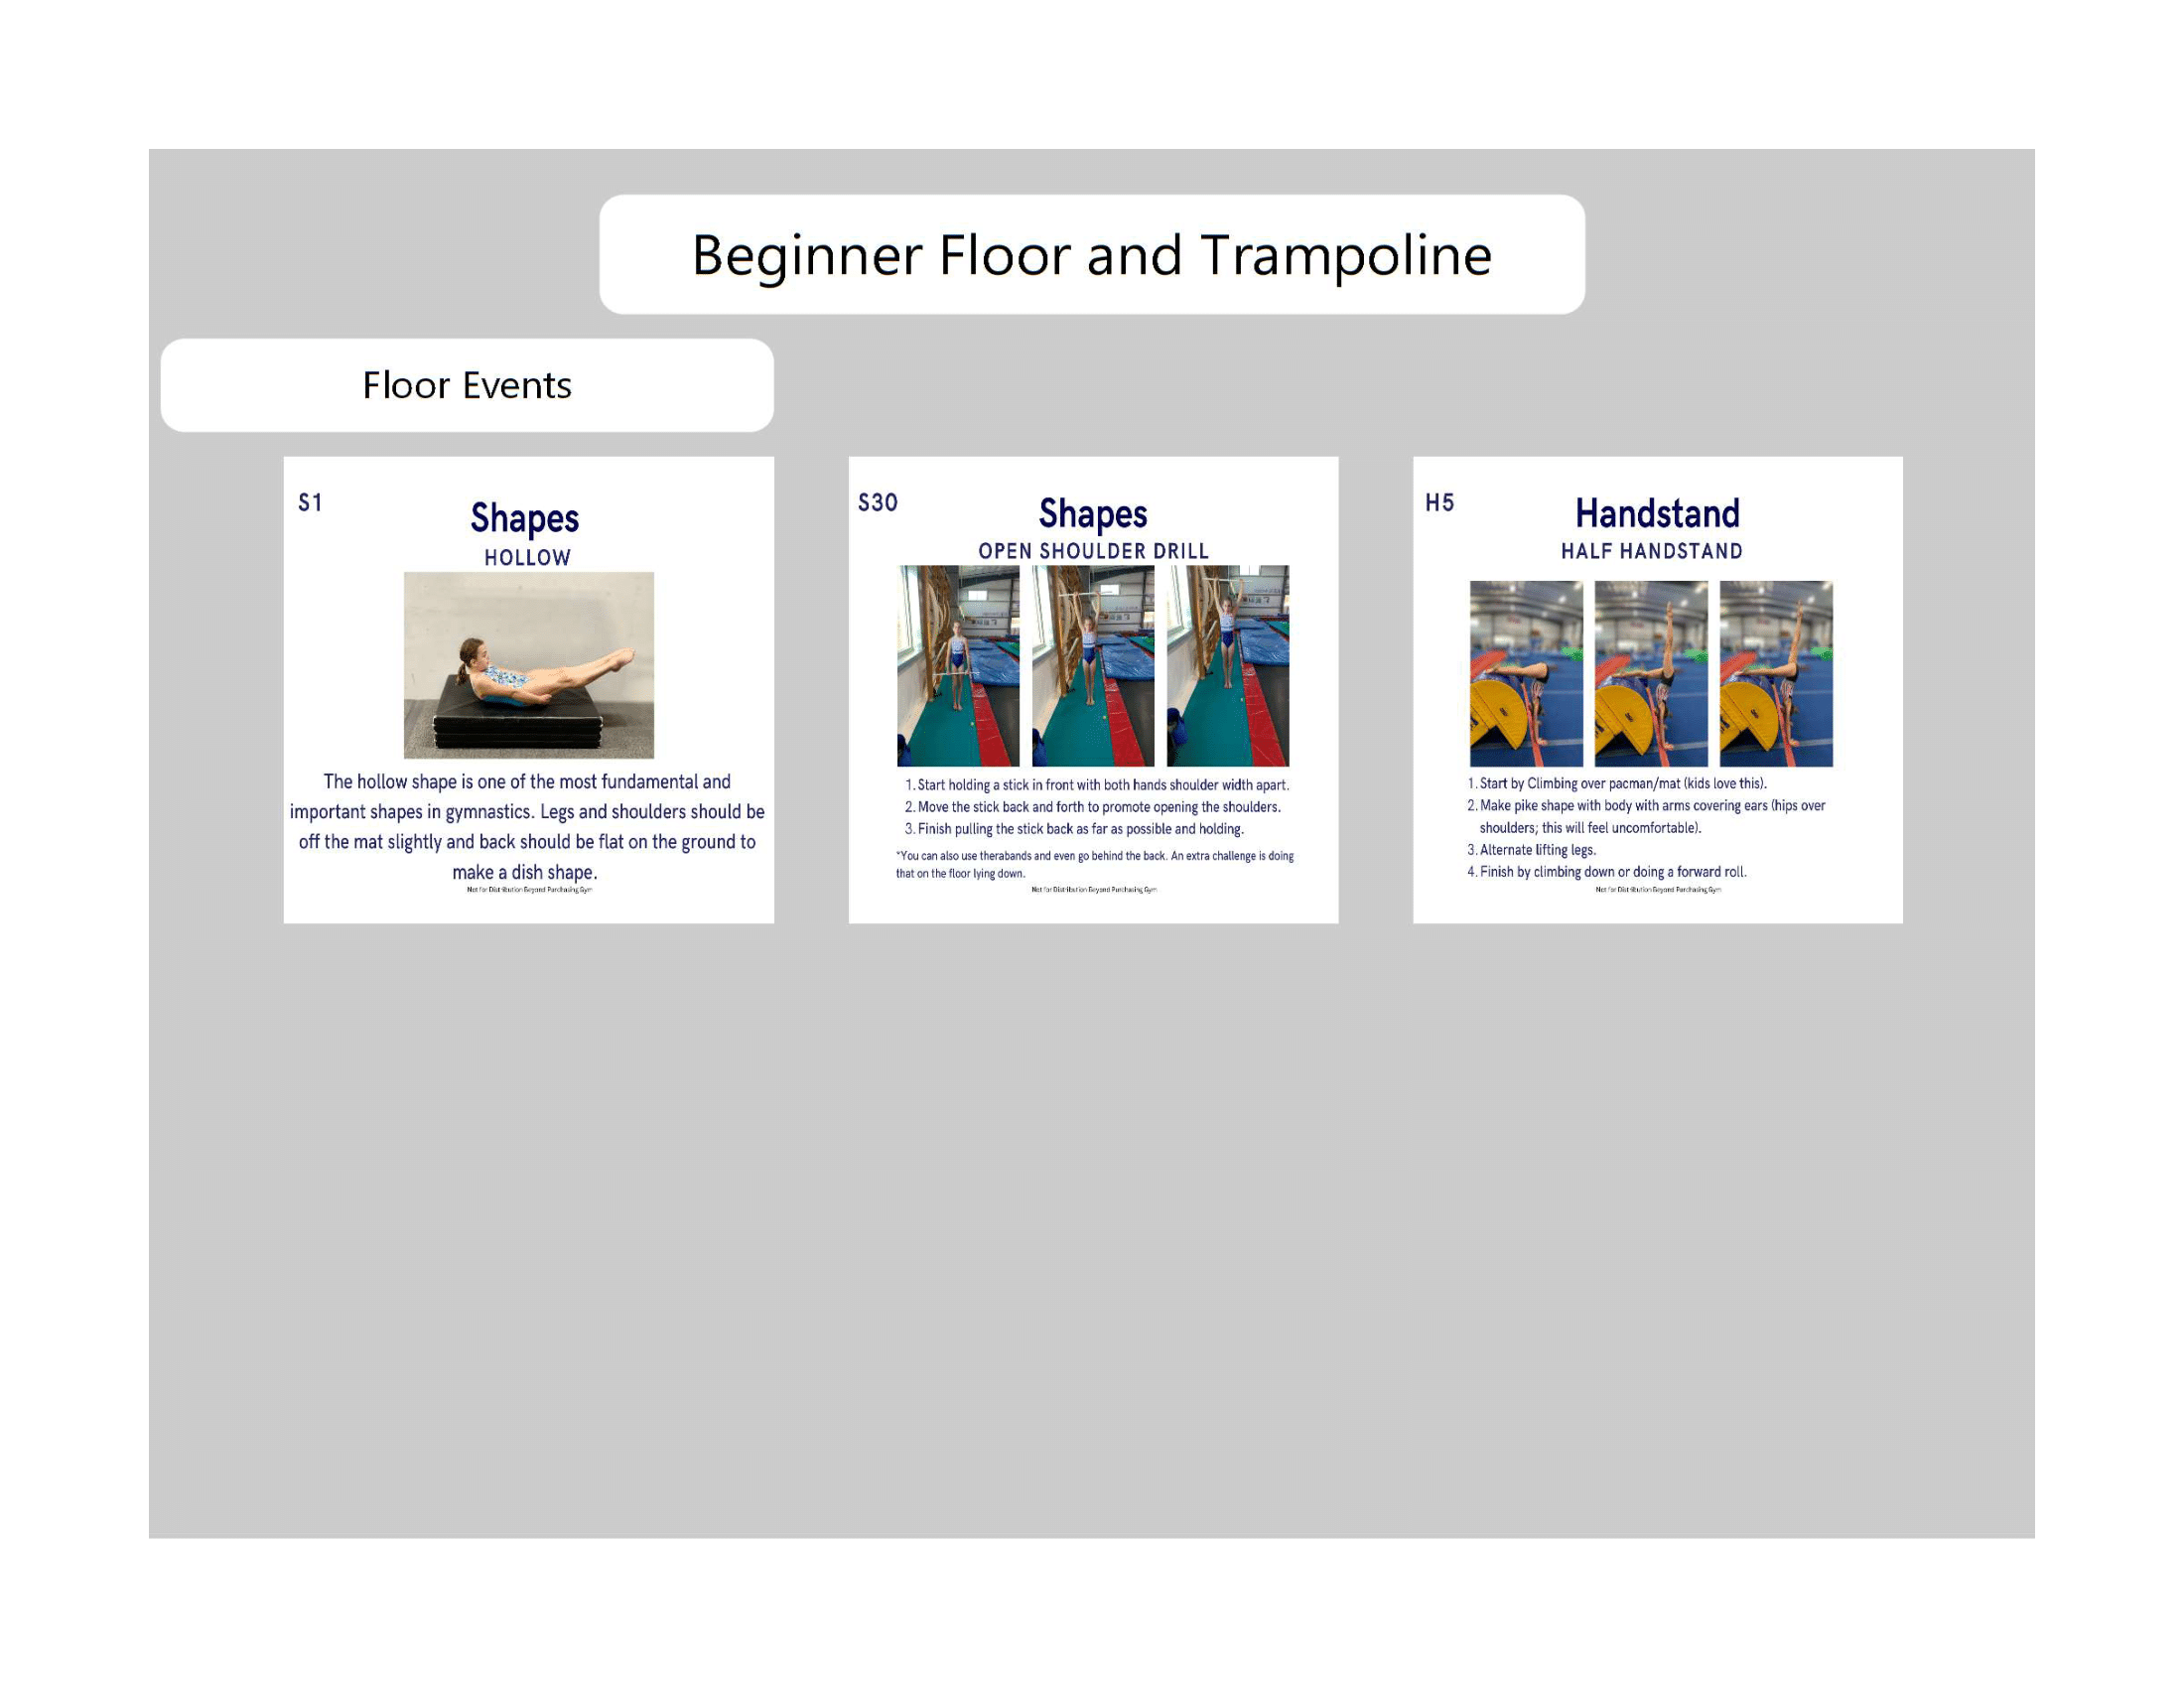 Beginner Floor and Trampoline
Floor Events
S1
Shapes
HOLLOW
The hollow shape is one of the most fundamental and
important shapes in gymnastics. Legs and shoulders should be
off the mat slightly and back should be flat on the ground to
make a dish shape.
Not for Distribution Beyond Purchasing Gym
S30
Shapes
OPEN SHOULDER DRILL
1. Start holding a stick in front with both hands shoulder width apart.
2. Move the stick back and forth to promote opening the shoulders.
3. Finish pulling the stick back as far as possible and holding.
*You can also use therabands and even go behind the back. An extra challenge is doing
that on the floor lying down.
Not for Distribution Beyond Purchasing Gym
H5
Handstand
HALF HANDSTAND
1. Start by Climbing over pacman/mat (kids love this).
2. Make pike shape with body with arms covering ears (hips over
shoulders; this will feel uncomfortable).
3. Alternate lifting legs.
4. Finish by climbing down or doing a forward roll.
Not for Distribution Beyond Purchasing Gym